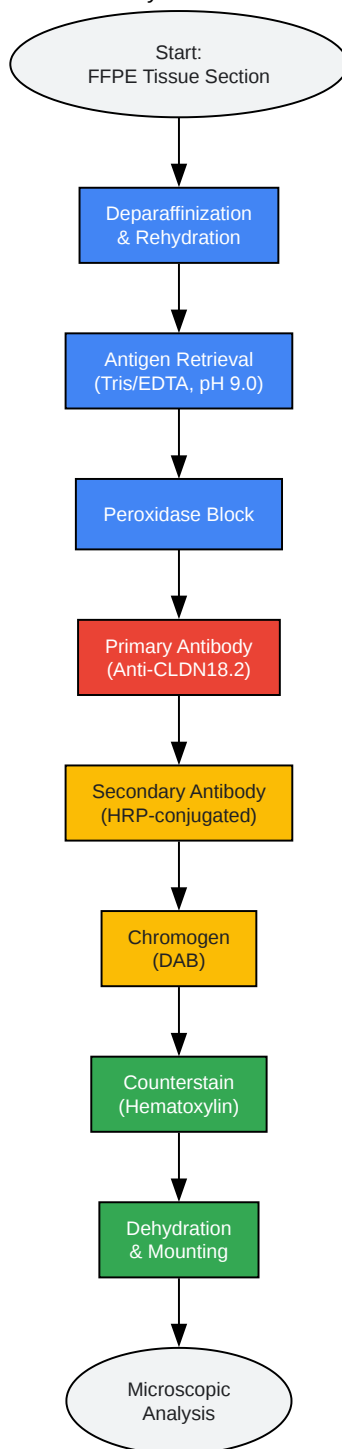 Start:
FFPE Tissue Section
Deparaffinization
& Rehydration
Antigen Retrieval
(Tris/EDTA, pH 9.0)
Peroxidase Block
Primary Antibody
(Anti-CLDN18.2)
Secondary Antibody
(HRP-conjugated)
Chromogen
(DAB)
Counterstain
(Hematoxylin)
Dehydration
& Mounting
Microscopic
Analysis